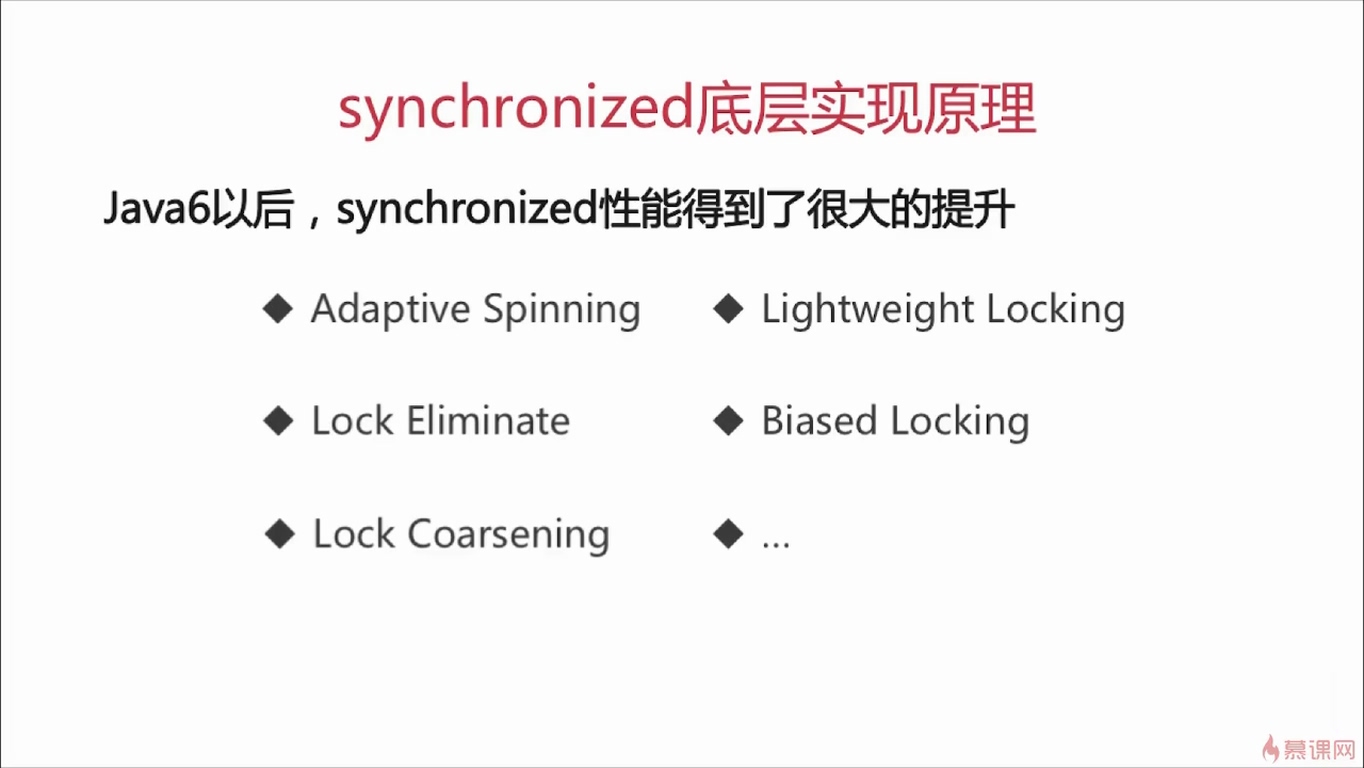 synchronized底层实现原理
Java6以后，synchronized性能得到了很大的提升
◆ Adaptive Spinning
◆ Lightweight Locking
◆ Lock Eliminate
◆ Biased Locking
◆ Lock Coarsening
◆ ...
慕课网